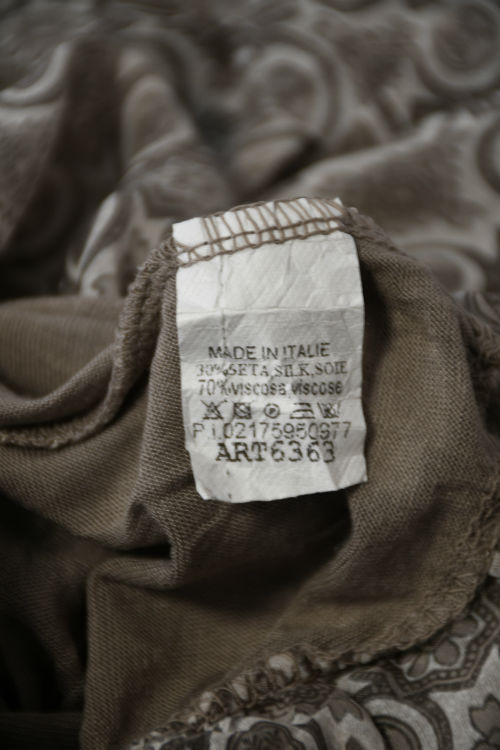 MADE IN ITALIE
30%SETA,SILK,SOIE
70%VISCOSE,VISCOSE
P.I.02175950977
ART6363